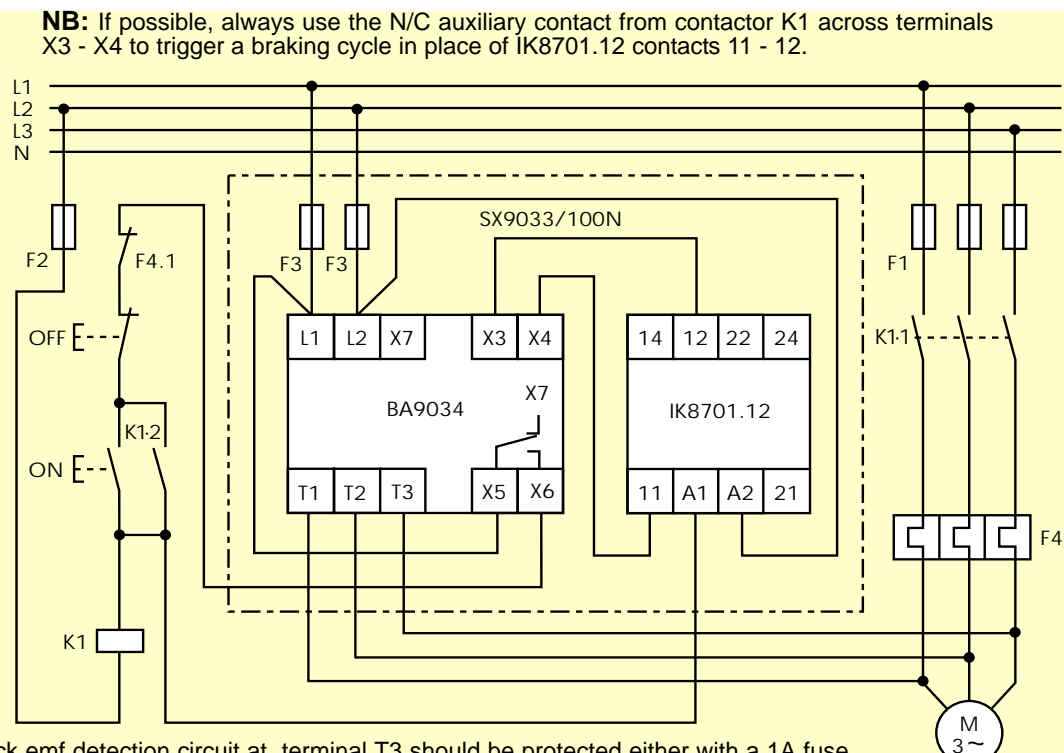 NB: If possible, always use the N/C auxiliary contact from contactor K1 across terminals
X3 - X4 to trigger a braking cycle in place of IK8701.12 contacts 11 - 12.
L1
L2
L3
N
SX9033/100N
F2
F4.1
F3 F3
F1
OFF
L1 L2 X7 X3 X4
14 12 22 24
K1·1
BA9034
X7
IK8701.12
K1·2
ON
T1 T2 T3 X5 X6
11 A1 A2 21
F4
K1
M
3~
ck emf detection circuit at terminal T3 should be protected either with a 1A fuse